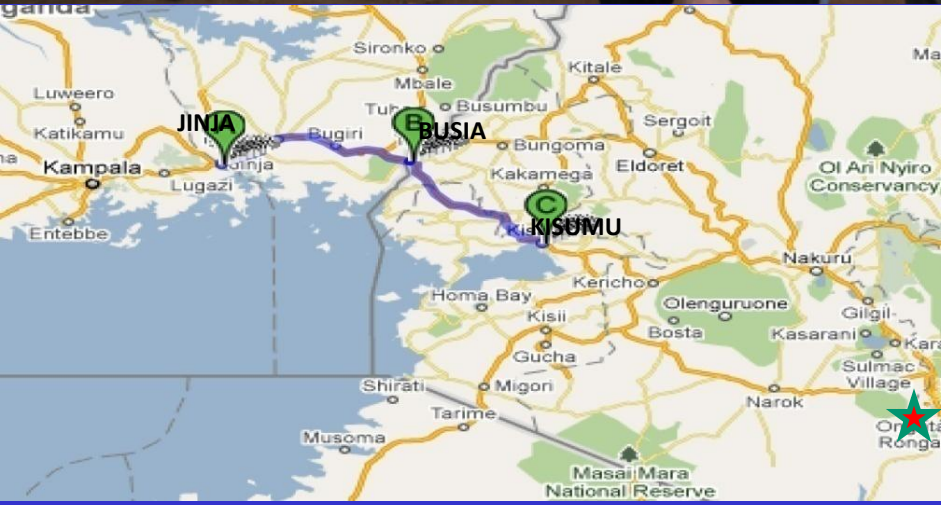 Sironko
Kitale
Mbale
Luweero
Busumbu
Sergoit
JINJA
B
BUSIA
Katikamu
Bugiri
Bungoma
Eldoret
Ol Ari Nyiro
Conservancy
Kampala
Kakamega
Lugazi
C
KISUMU
Entebbe
Nakuru
Kericho
Homa Bay
Olenguruone
Gilgil
Kisii
Bosta
Kasarani
Gucha
Sulmac
Village
Shirati
Migori
Narok
Tarime
Musoma
Masai Mara
National Reserve